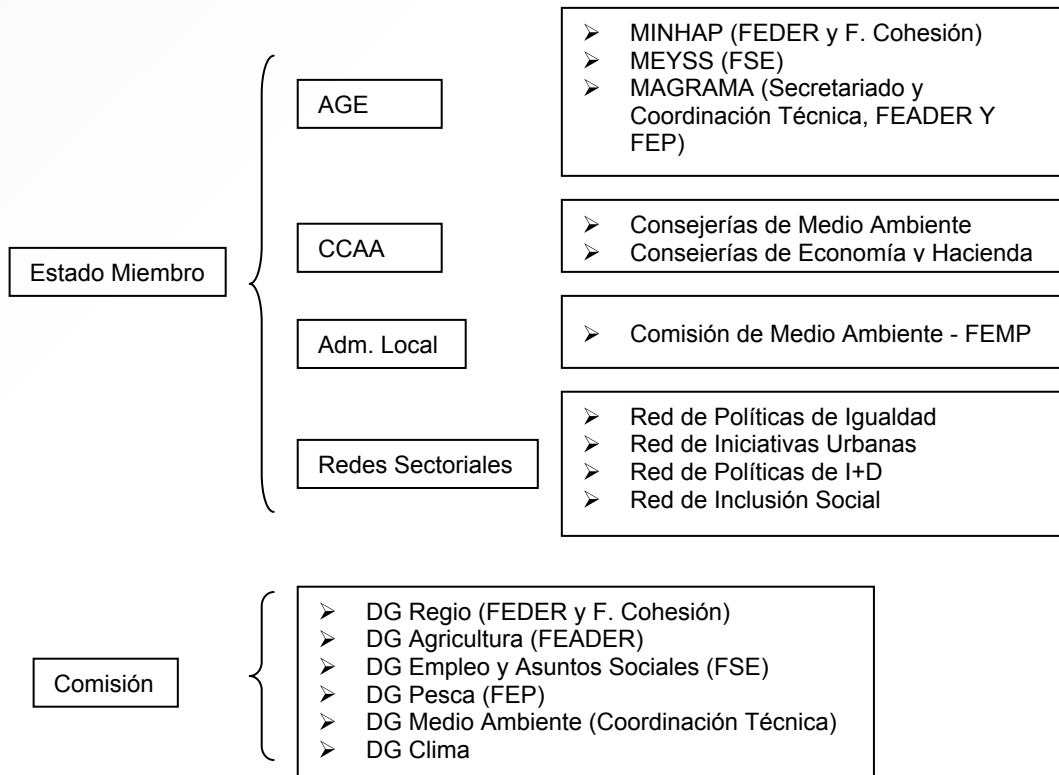 Estado Miembro
AGE
MINHAP (FEDER y F. Cohesión)
MEYSS (FSE)
MAGRAMA (Secretariado y
Coordinación Técnica, FEADER Y
FEP)
CCAA
Consejerías de Medio Ambiente
Consejerías de Economía y Hacienda
Adm. Local
Comisión de Medio Ambiente - FEMP
Redes Sectoriales
Red de Políticas de Igualdad
Red de Iniciativas Urbanas
Red de Políticas de I+D
Red de Inclusión Social
Comisión
DG Regio (FEDER y F. Cohesión)
DG Agricultura (FEADER)
DG Empleo y Asuntos Sociales (FSE)
DG Pesca (FEP)
DG Medio Ambiente (Coordinación Técnica)
DG Clima